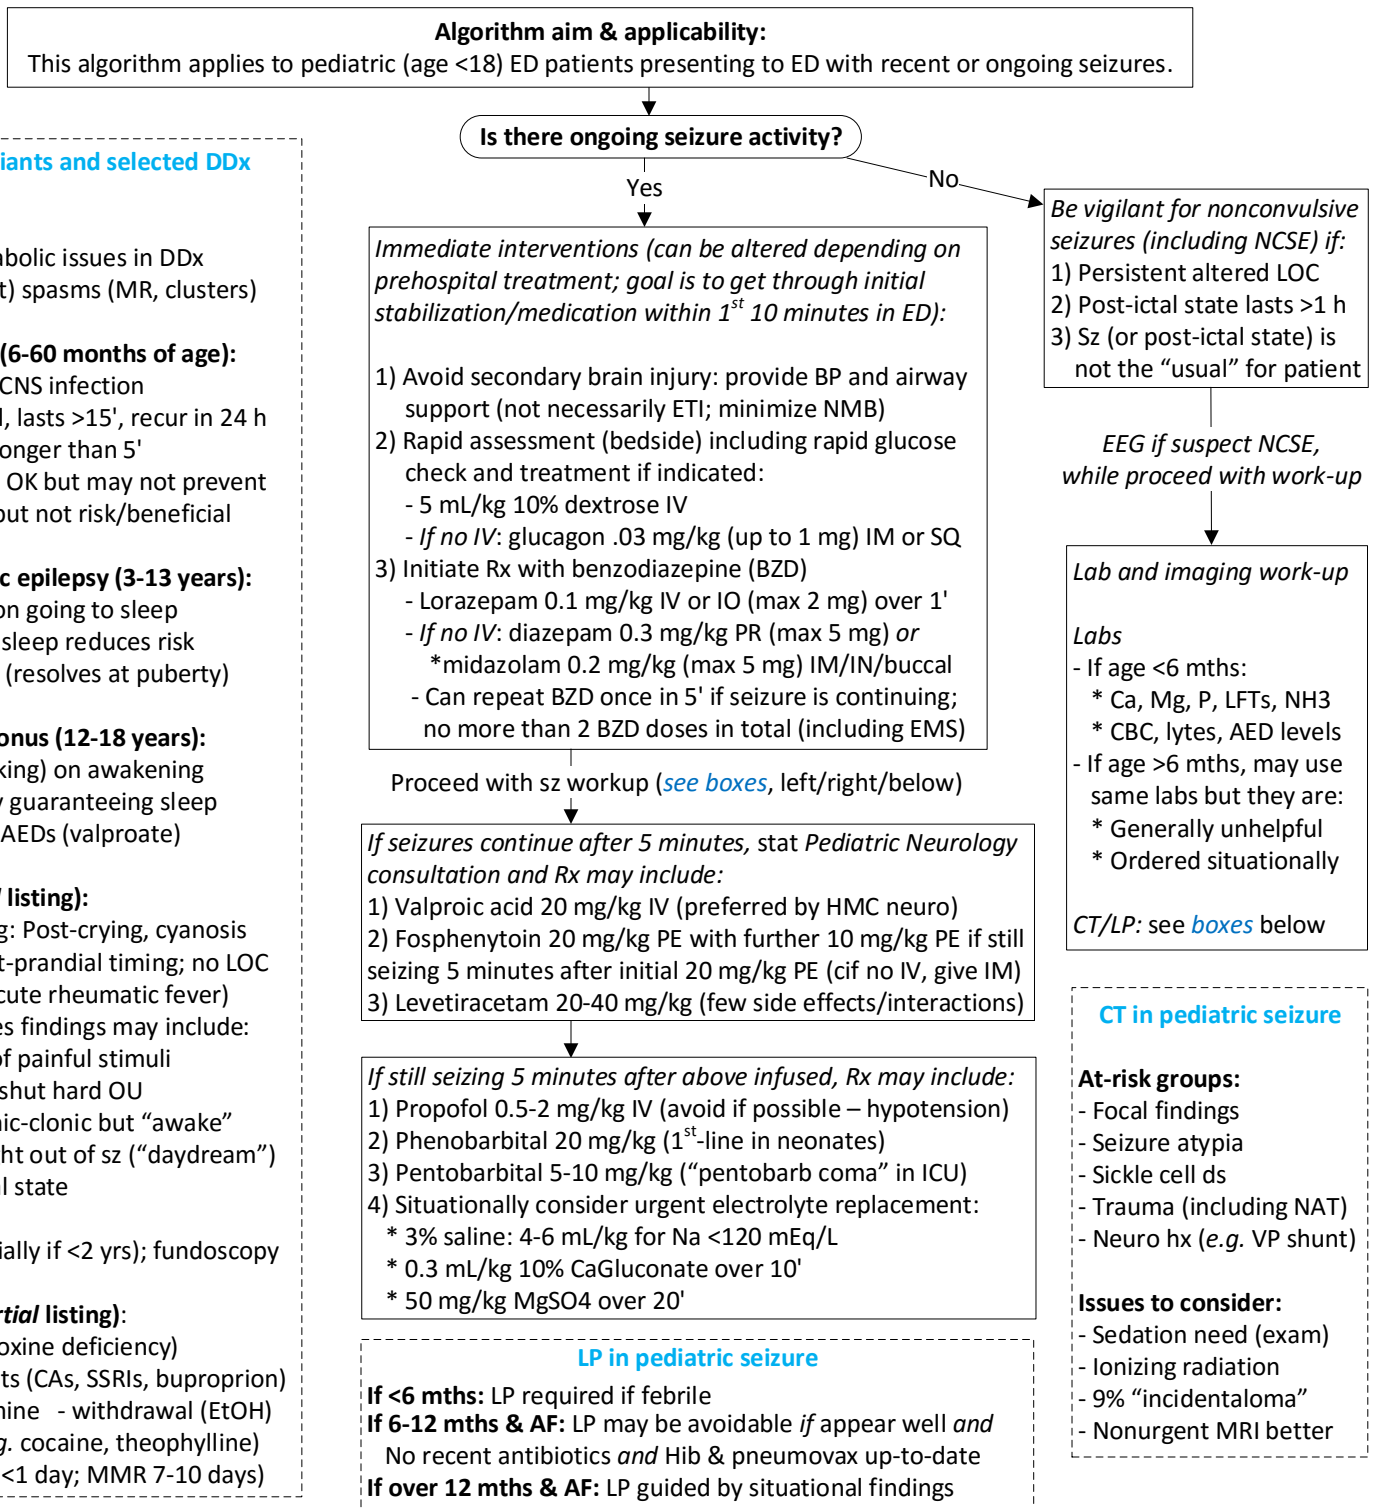 Algorithm aim & applicability:
This algorithm applies to pediatric (age <18) ED patients presenting to ED with recent or ongoing seizures.
Is there ongoing seizure activity?
Yes
No
iants and selected DDx
abolic issues in DDx
t) spasms (MR, clusters)
(6-60 months of age):
CNS infection
l, lasts >15', recur in 24 h
onger than 5'
OK but may not prevent
out not risk/beneficial
c epilepsy (3-13 years):
on going to sleep
sleep reduces risk
(resolves at puberty)
onus (12-18 years):
king) on awakening
y guaranteeing sleep
AEDs (valproate)
listing):
g: Post-crying, cyanosis
t-prandial timing; no LOC
cute rheumatic fever)
es findings may include:
of painful stimuli
shut hard OU
nic-clonic but “awake”
ght out of sz (“daydream”)
al state
ially if <2 yrs); fundoscopy
rtial listing):
oxine deficiency)
ts (CAs, SSRIs, buproprion)
nine - withdrawal (EtOH)
g. cocaine, theophylline)
<1 day; MMR 7-10 days)
Immediate interventions (can be altered depending on
prehospital treatment; goal is to get through initial
stabilization/medication within 1st 10 minutes in ED):
1) Avoid secondary brain injury: provide BP and airway
support (not necessarily ETI; minimize NMB)
2) Rapid assessment (bedside) including rapid glucose
check and treatment if indicated:
- 5 mL/kg 10% dextrose IV
- If no IV: glucagon .03 mg/kg (up to 1 mg) IM or SQ
3) Initiate Rx with benzodiazepine (BZD)
- Lorazepam 0.1 mg/kg IV or IO (max 2 mg) over 1'
- If no IV: diazepam 0.3 mg/kg PR (max 5 mg) or
*midazolam 0.2 mg/kg (max 5 mg) IM/IN/buccal
- Can repeat BZD once in 5' if seizure is continuing;
no more than 2 BZD doses in total (including EMS)
Proceed with sz workup (see boxes, left/right/below)
If seizures continue after 5 minutes, stat Pediatric Neurology
consultation and Rx may include:
1) Valproic acid 20 mg/kg IV (preferred by HMC neuro)
2) Fosphenytoin 20 mg/kg PE with further 10 mg/kg PE if still
seizing 5 minutes after initial 20 mg/kg PE (cif no IV, give IM)
3) Levetiracetam 20-40 mg/kg (few side effects/interactions)
If still seizing 5 minutes after above infused, Rx may include:
1) Propofol 0.5-2 mg/kg IV (avoid if possible – hypotension)
2) Phenobarbital 20 mg/kg (1st-line in neonates)
3) Pentobarbital 5-10 mg/kg (“pentobarb coma” in ICU)
4) Situationally consider urgent electrolyte replacement:
* 3% saline: 4-6 mL/kg for Na <120 mEq/L
* 0.3 mL/kg 10% CaGluconate over 10'
* 50 mg/kg MgSO4 over 20'
LP in pediatric seizure
If <6 mths: LP required if febrile
If 6-12 mths & AF: LP may be avoidable if appear well and
No recent antibiotics and Hib & pneumovax up-to-date
If over 12 mths & AF: LP guided by situational findings
Be vigilant for nonconvulsive
seizures (including NCSE) if:
1) Persistent altered LOC
2) Post-ictal state lasts >1 h
3) Sz (or post-ictal state) is
not the “usual” for patient
EEG if suspect NCSE,
while proceed with work-up
Lab and imaging work-up
Labs
- If age <6 mths:
* Ca, Mg, P, LFTs, NH3
* CBC, lytes, AED levels
- If age >6 mths, may use
same labs but they are:
* Generally unhelpful
* Ordered situationally
CT/LP: see boxes below
CT in pediatric seizure
At-risk groups:
- Focal findings
- Seizure atypia
- Sickle cell ds
- Trauma (including NAT)
- Neuro hx (e.g. VP shunt)
Issues to consider:
- Sedation need (exam)
- Ionizing radiation
- 9% “incidentaloma”
- Nonurgent MRI better